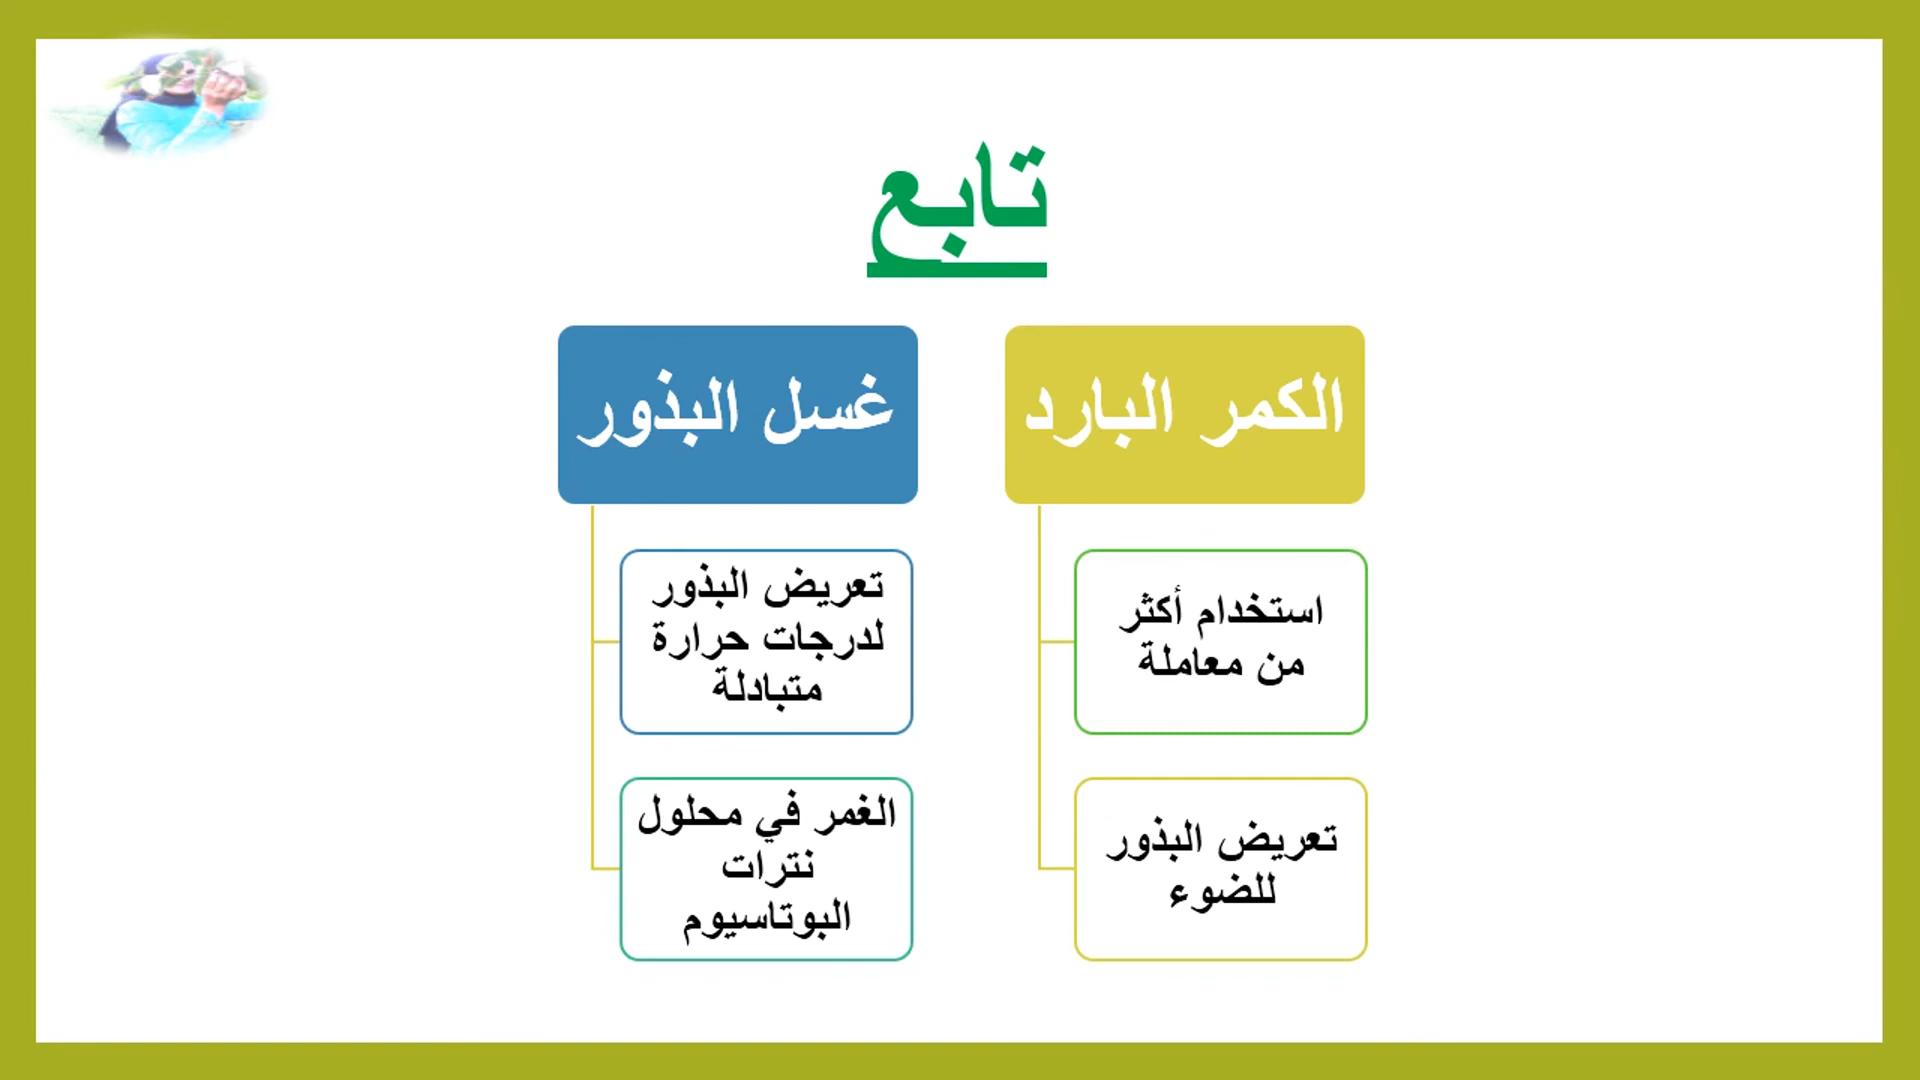 تابع
الكمر البارد
استخدام أكثر
من معاملة
تعريض البذور
للضوء
غسل البذور
تعريض البذور
لدرجات حرارة
متبادلة
الغمر في محلول
نترات
البوتاسيوم